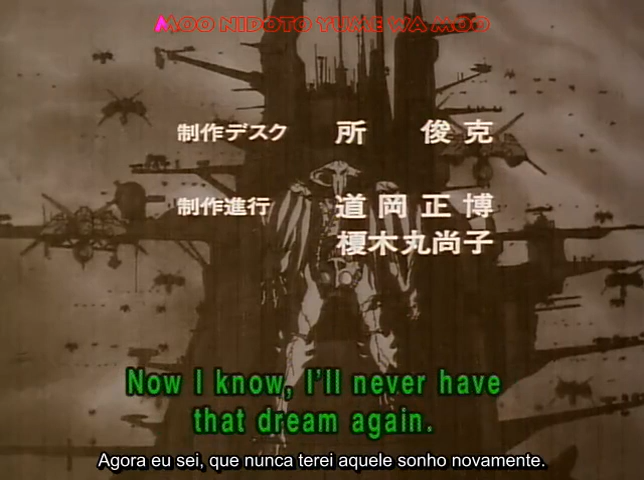 MOO NIDOTO YUME WA MOO
制作デスク 所 俊克
制作進行 道岡正博
榎木丸尚子
Now I know, I'll never have
that dream again.
Agora eu sei, que nunca terei aquele sonho novamente.